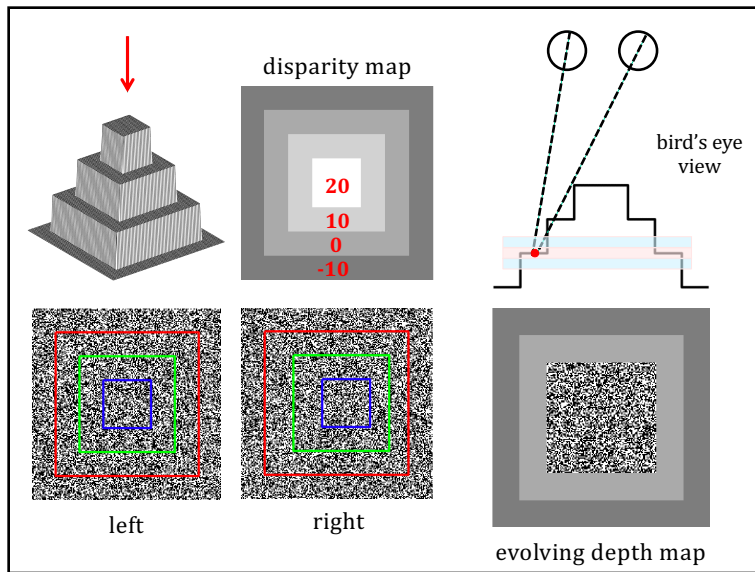 disparity map
20
10
0
-10
bird’s eye
view
left
right
evolving depth map